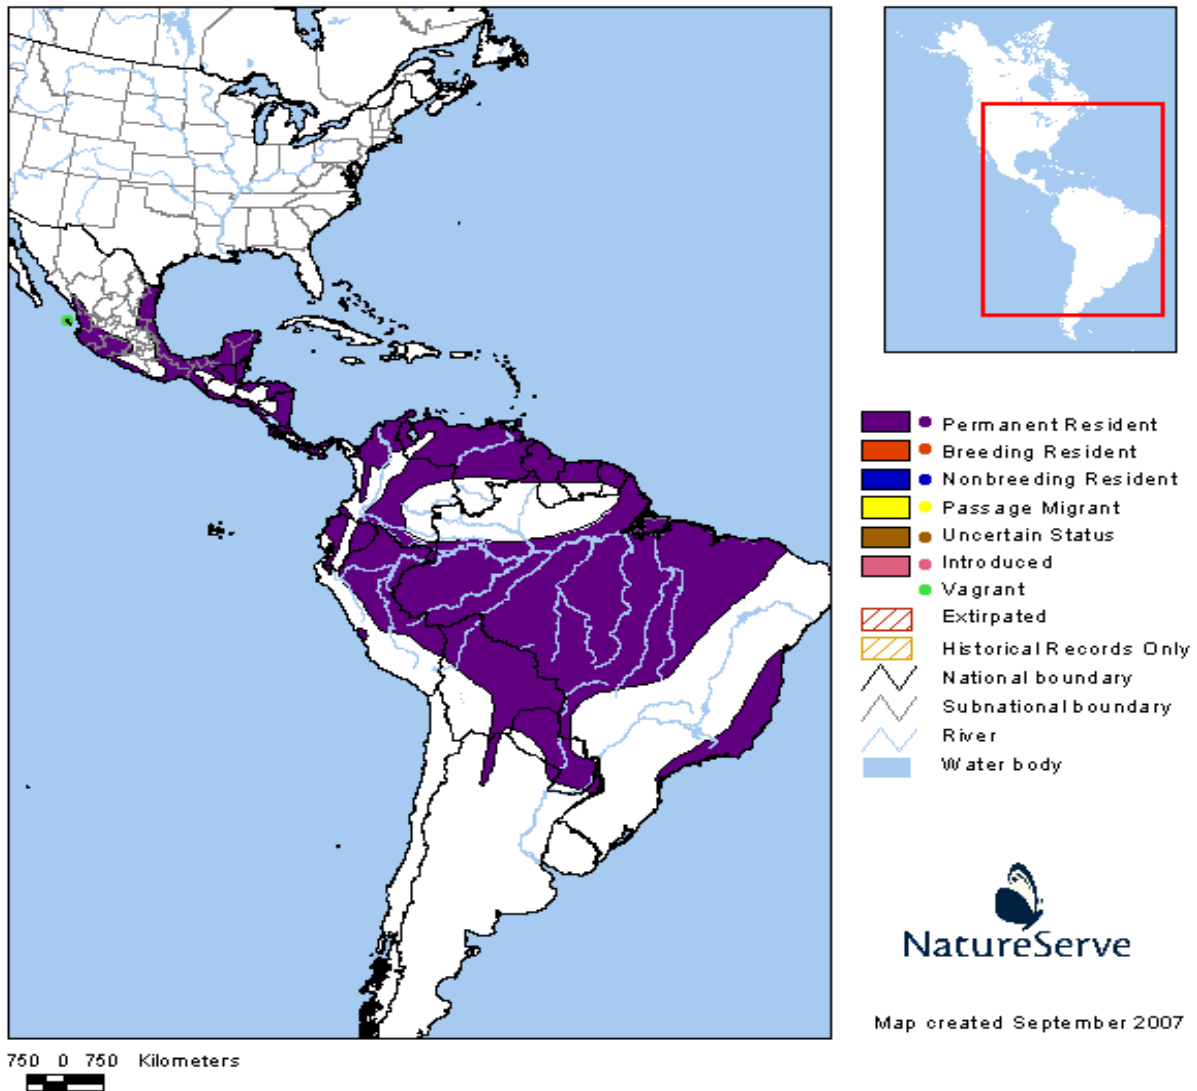 Permanent Resident
Breeding Resident
Nonbreeding Resident
Passage Migrant
Uncertain Status
Introduced
Vagrant
Extirpated
Historical Records Only
National boundary
Subnational boundary
River
Water body
NatureServe
Map created September 2007
750 0 750 Kilometers